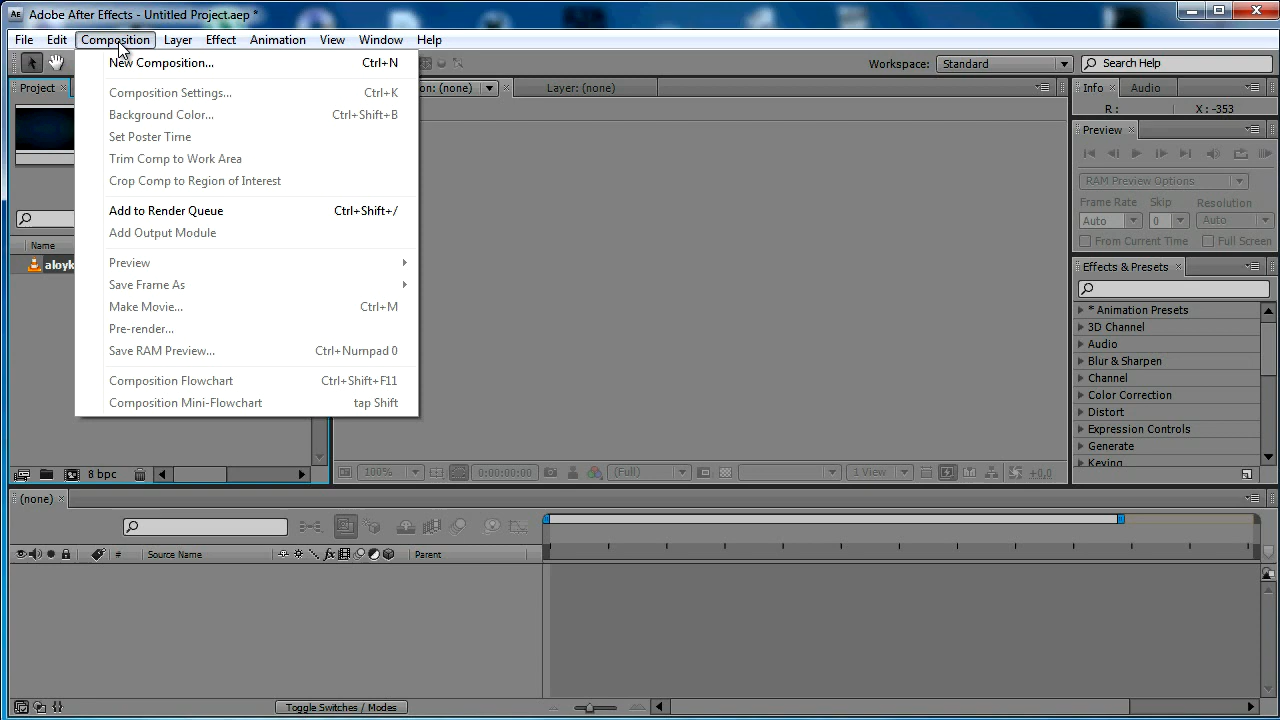 Adobe After Effects - Untitled Project.aep *
File Edit Composition Layer Effect Animation View Window Help
Workspace: Standard Search Help
New Composition... Ctrl+N
Composition Settings... Ctrl+K
Background Color... Ctrl+Shift+B
Set Poster Time
Trim Comp to Work Area
Crop Comp to Region of Interest
Add to Render Queue Ctrl+Shift+/
Add Output Module
Preview
Save Frame As
Make Movie... Ctrl+M
Pre-render...
Save RAM Preview... Ctrl+Numpad 0
Composition Flowchart Ctrl+Shift+F11
Composition Mini-Flowchart tap Shift
Project
on: (none) Layer: (none)
Name
aloyk
8 bpc
100% 0:00:00:00 (Full) 1 View +0,0
Info Audio
R : X : -353
Preview
RAM Preview Options
Frame Rate Skip Resolution
Auto 0 Auto
From Current Time Full Screen
Effects & Presets
* Animation Presets
3D Channel
Audio
Blur & Sharpen
Channel
Color Correction
Distort
Expression Controls
Generate
Keying
(none)
# Source Name fx Parent
Toggle Switches / Modes